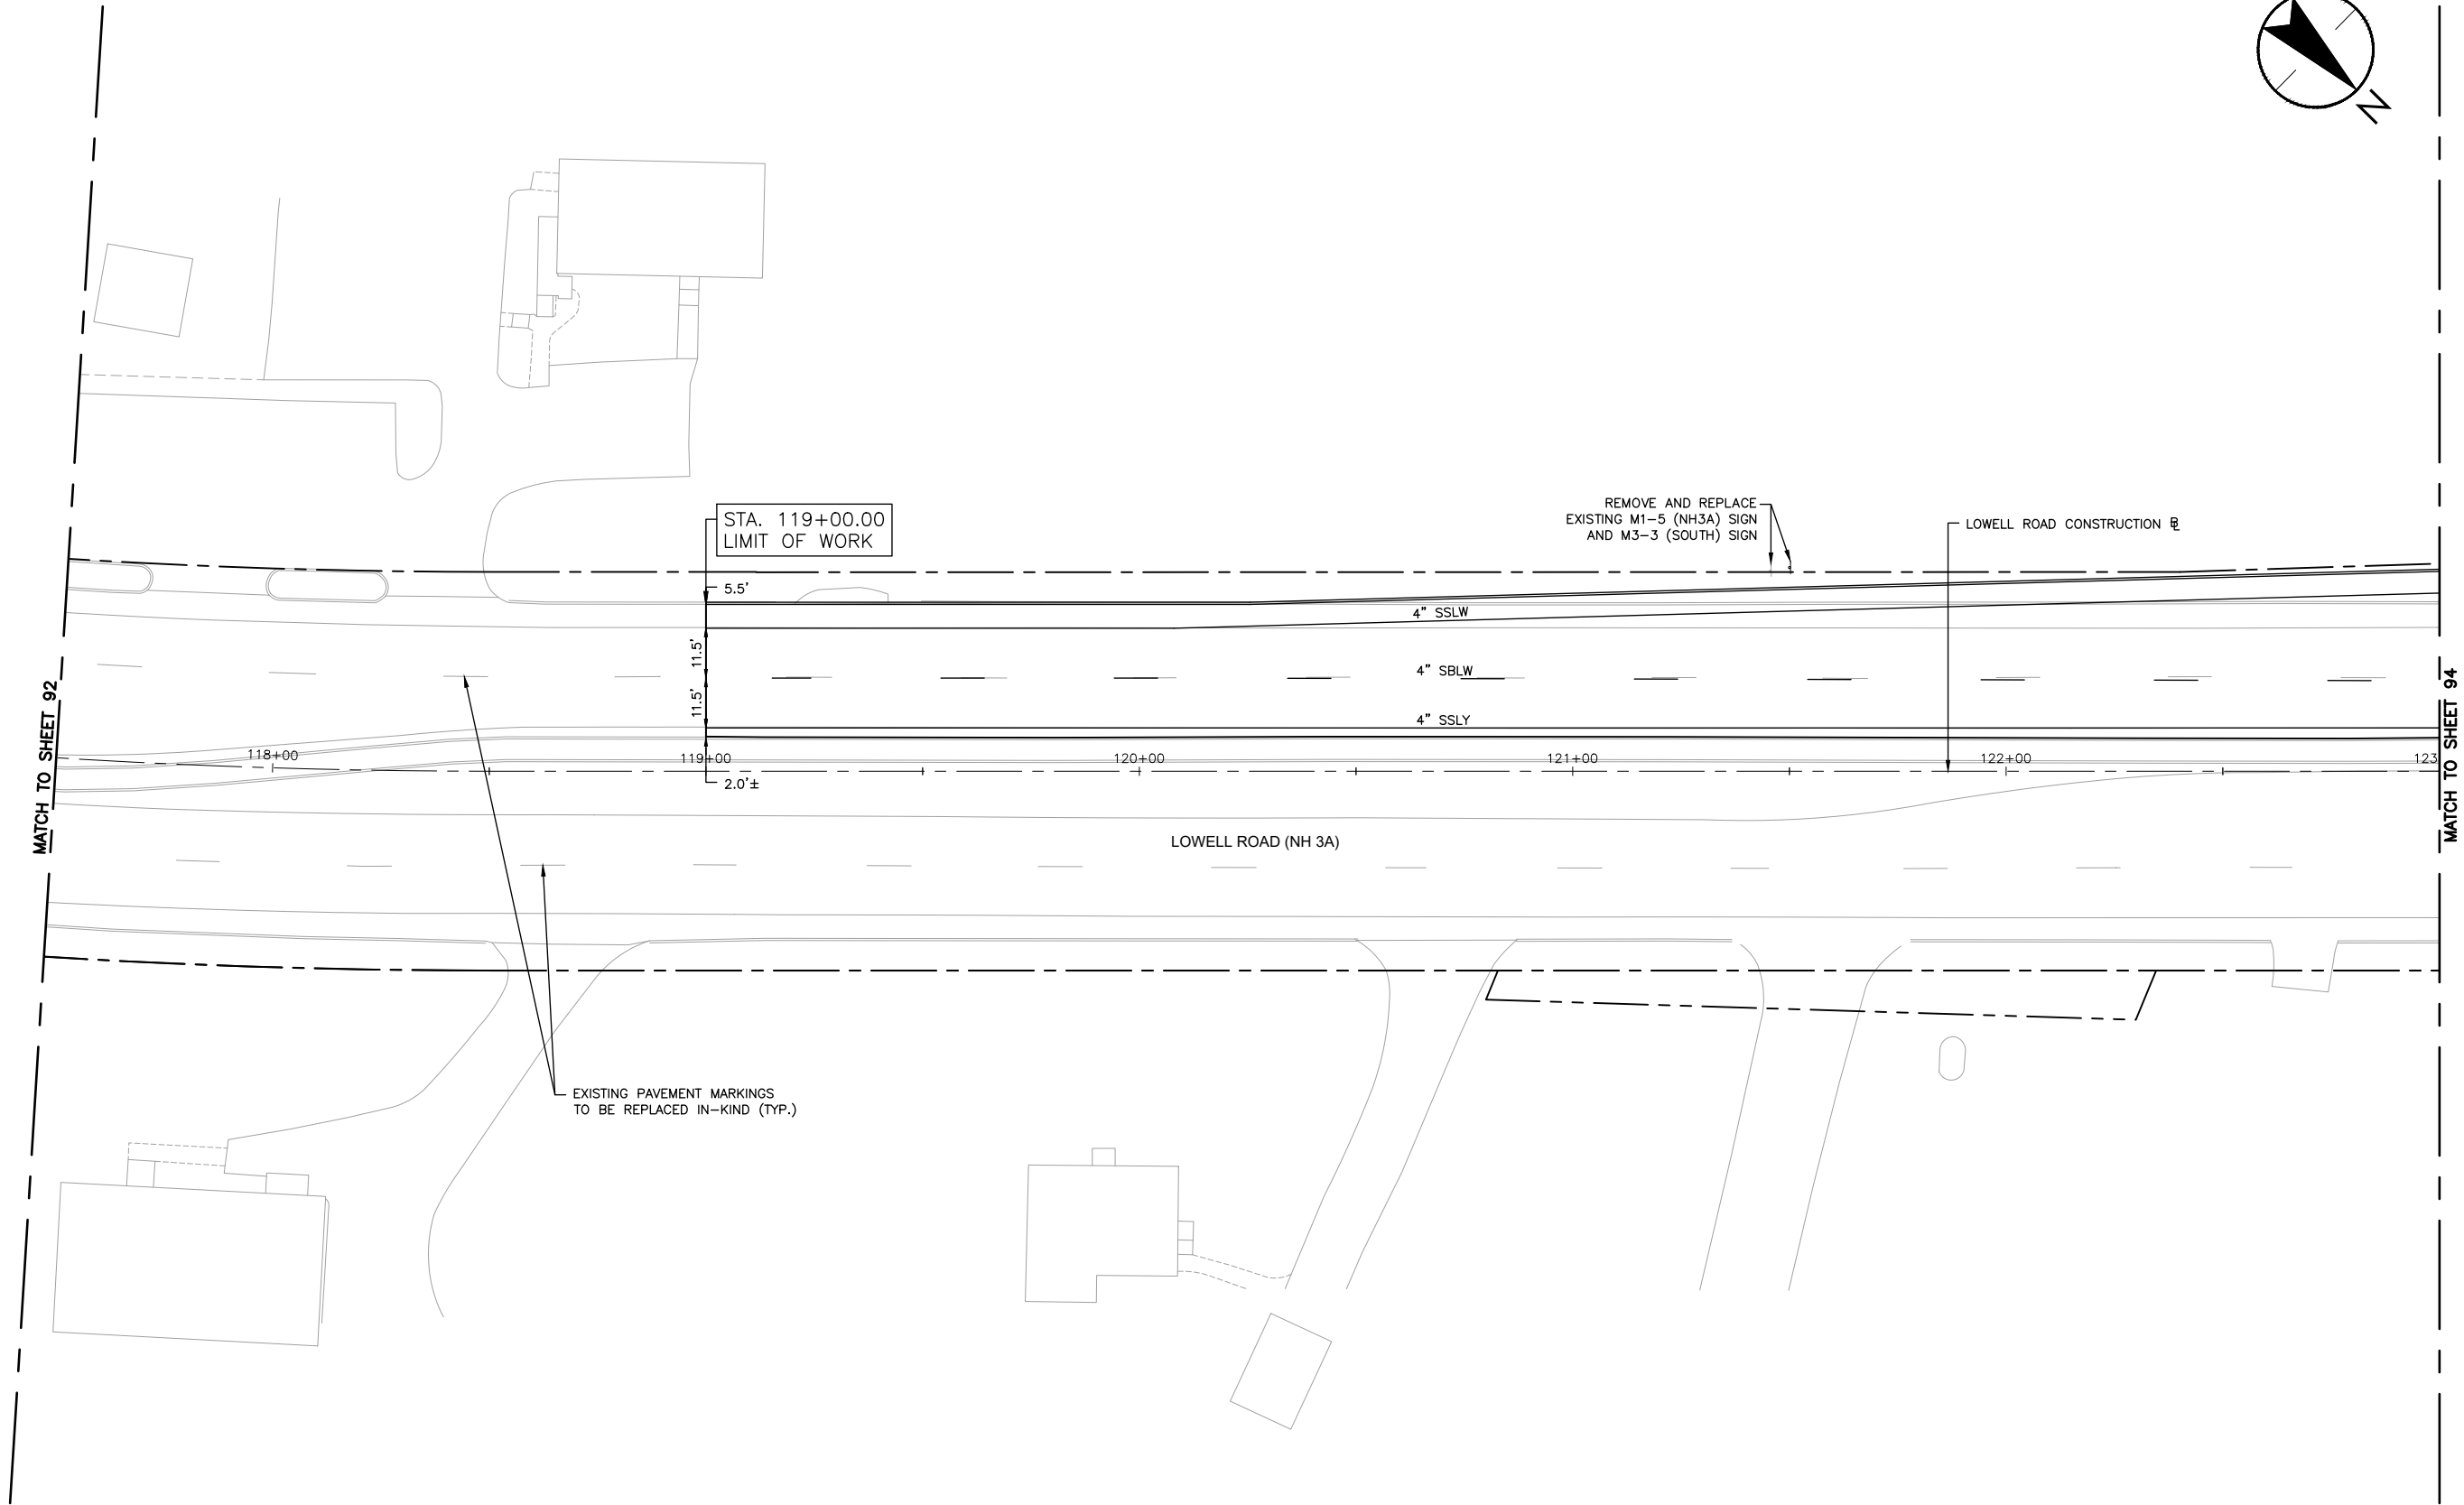 N
STA. 119+00.00
LIMIT OF WORK
REMOVE AND REPLACE
EXISTING M1-5 (NH3A) SIGN
AND M3-3 (SOUTH) SIGN
LOWELL ROAD CONSTRUCTION BL
5.5'
4" SSLW
11.5'
4" SBLW
11.5'
4" SSLY
MATCH TO SHEET 92
MATCH TO SHEET 94
118+00
119+00
120+00
121+00
122+00
123
2.0'±
LOWELL ROAD (NH 3A)
EXISTING PAVEMENT MARKINGS
TO BE REPLACED IN-KIND (TYP.)